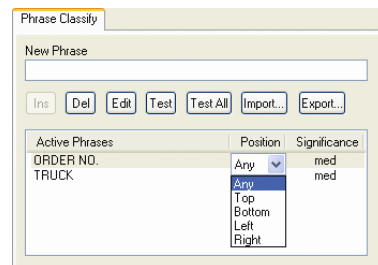 Phrase Classify
New Phrase
Ins Del Edit Test Test All Import... Export...
Active Phrases Position Significance
ORDER NO. Any med
TRUCK Any med
Top
Bottom
Left
Right